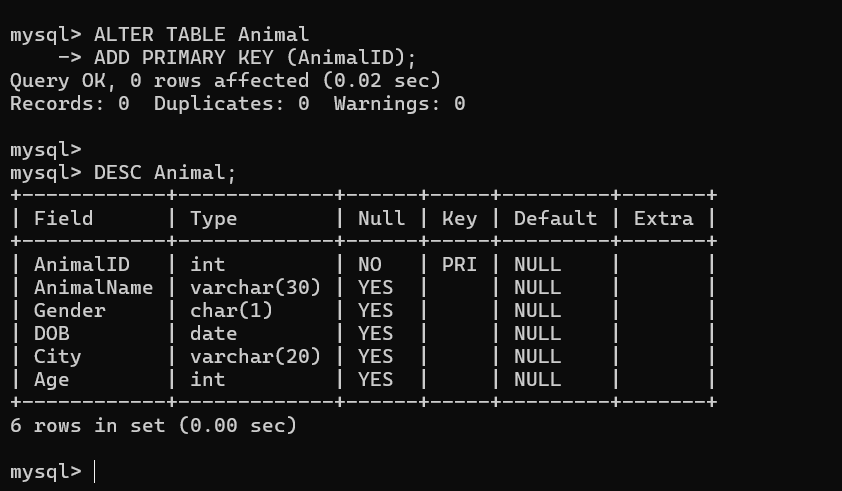 mysql> ALTER TABLE Animal
    -> ADD PRIMARY KEY (AnimalID);
Query OK, 0 rows affected (0.02 sec)
Records: 0  Duplicates: 0  Warnings: 0

mysql>
mysql> DESC Animal;
+------------+-------------+------+-----+---------+-------+
| Field      | Type        | Null | Key | Default | Extra |
+------------+-------------+------+-----+---------+-------+
| AnimalID   | int         | NO   | PRI | NULL    |       |
| AnimalName | varchar(30) | YES  |     | NULL    |       |
| Gender     | char(1)     | YES  |     | NULL    |       |
| DOB        | date        | YES  |     | NULL    |       |
| City       | varchar(20) | YES  |     | NULL    |       |
| Age        | int         | YES  |     | NULL    |       |
+------------+-------------+------+-----+---------+-------+
6 rows in set (0.00 sec)

mysql>